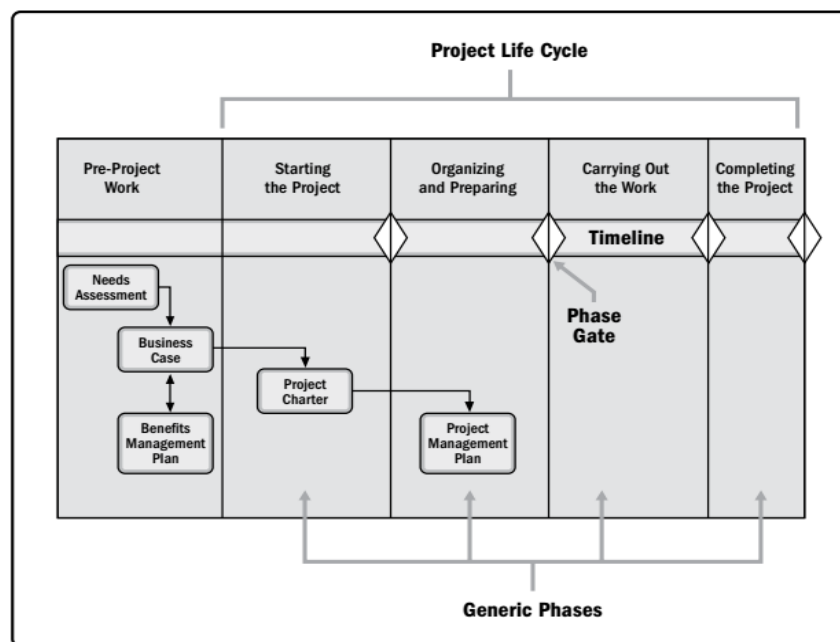 Project Life Cycle
Pre-Project
Work
Starting
the Project
Organizing
and Preparing
Carrying Out
the Work
Completing
the Project
Timeline
Needs
Assessment
Business
Case
Benefits
Management
Plan
Project
Charter
Project
Management
Plan
Phase
Gate
Generic Phases